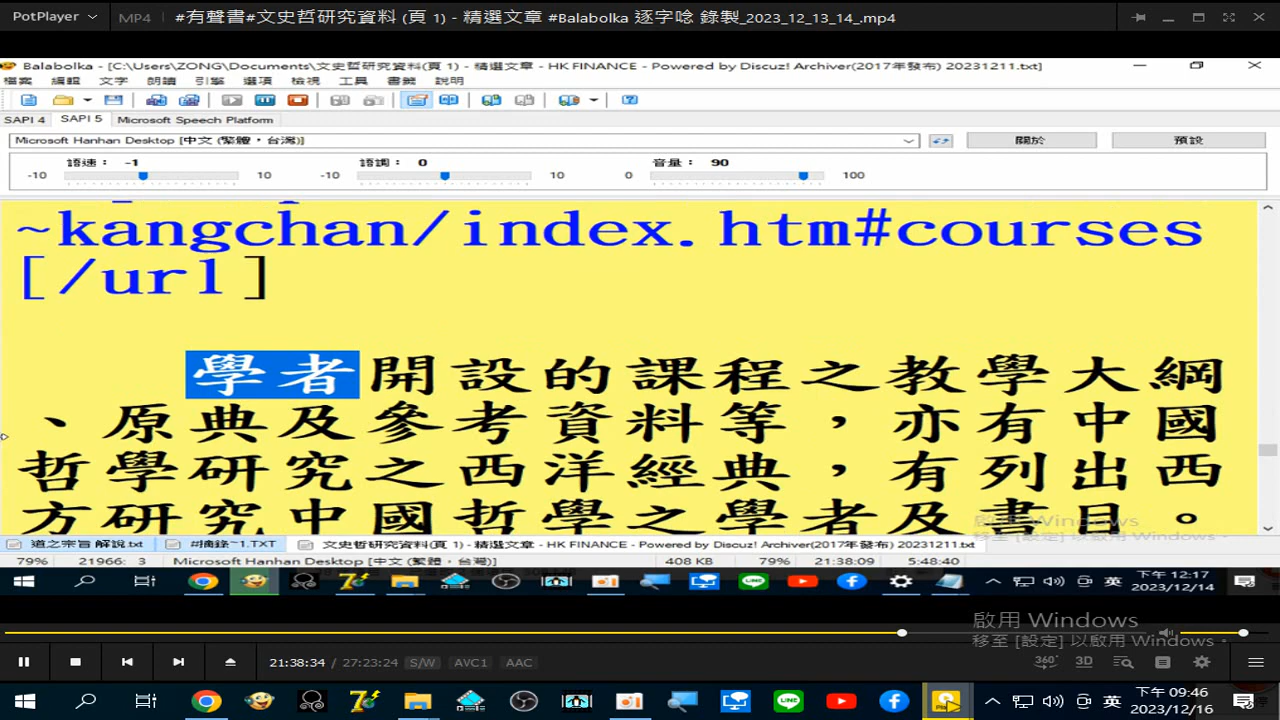 PotPlayer MP4 #有聲書#文史哲研究資料 (頁 1) - 精選文章 #Balabolka 逐字唸 錄製_2023_12_13_14_.mp4
Balabolka - [C:\Users\ZONG\Documents\文史哲研究資料(頁 1) - 精選文章 - HK FINANCE - Powered by Discuz! Archiver(2017年發布) 20231211.txt]
檔案 編輯 文字 朗讀 引擎 選項 檢視 工具 書籤 說明
SAPI 4 SAPI 5 Microsoft Speech Platform
Microsoft Hanhan Desktop [中文 (繁體，台灣)] 關於 預設
語速： -1 語調： 0 音量： 90
-10 10 -10 10 0 100
~kangchan/index.htm#courses
[/url]
學者開設的課程之教學大綱
、原典及參考資料等，亦有中國
哲學研究之西洋經典，有列出西
方研究中國哲學之學者及書目。
啟用 Windows
移至 [設定] 以啟用 Windows。
道之宗旨 解說.txt #摘錄~1.TXT 文史哲研究資料(頁 1) - 精選文章 - HK FINANCE - Powered by Discuz! Archiver(2017年發布) 20231211.txt
79% 21966: 3 Microsoft Hanhan Desktop [中文 (繁體，台灣)] 408 KB 79% 21:38:09 5:48:40
英 下午 12:17
2023/12/14
啟用 Windows
移至 [設定] 以啟用 Windows。
21:38:34 / 27:23:24 S/W AVC1 AAC 360° 3D
英 下午 09:46
2023/12/16